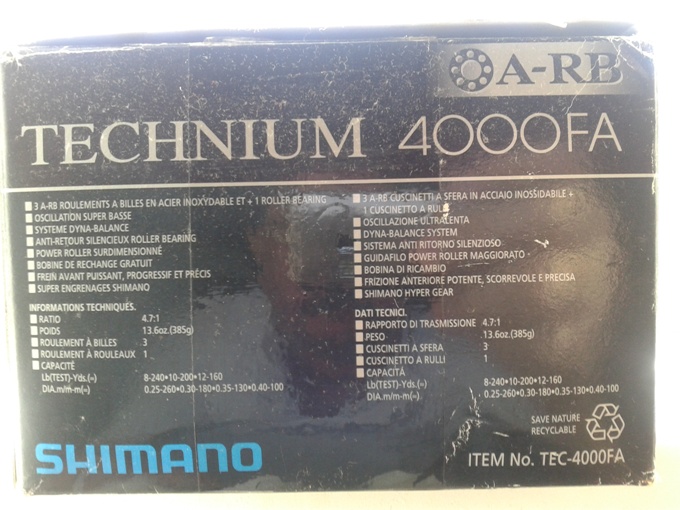 A-RB
TECHNIUM 4000FA
3 A-RB ROULEMENTS A BILLES EN ACIER INOXYDABLE ET + 1 ROLLER BEARING
OSCILLATION SUPER BASSE
SYSTEME DYNA-BALANCE
ANTI-RETOUR SILENCIEUX ROLLER BEARING
POWER ROLLER SURDIMENSIONNÉ
BOBINE DE RECHANGE GRATUIT
FREIN AVANT PUISSANT, PROGRESSIF ET PRÉCIS
SUPER ENGRENAGES SHIMANO
INFORMATIONS TECHNIQUES.
RATIO 4.7:1
POIDS 13.6oz.(385g)
ROULEMENT À BILLES 3
ROULEMENT À ROULEAUX 1
CAPACITÉ
Lb(TEST)-Yds.(≈) 8-240•10-200•12-160
DIA.m/m-m(≈) 0.25-260•0.30-180•0.35-130•0.40-100
3 A-RB CUSCINETTI A SFERA IN ACCIAIO INOSSIDABILE +
1 CUSCINETTO A RULLI
OSCILLAZIONE ULTRALENTA
DYNA-BALANCE SYSTEM
SISTEMA ANTI RITORNO SILENZIOSO
GUIDAFILO POWER ROLLER MAGGIORATO
BOBINA DI RICAMBIO
FRIZIONE ANTERIORE POTENTE, SCORREVOLE E PRECISA
SHIMANO HYPER GEAR
DATI TECNICI.
RAPPORTO DI TRASMISSIONE 4.7:1
PESO 13.6oz.(385g)
CUSCINETTI A SFERA 3
CUSCINETTO A RULLI 1
CAPACITÁ
Lb(TEST)-Yds.(≈) 8-240•10-200•12-160
DIA.m/m-m(≈) 0.25-260•0.30-180•0.35-130•0.40-100
SAVE NATURE
RECYCLABLE
SHIMANO
ITEM No. TEC-4000FA